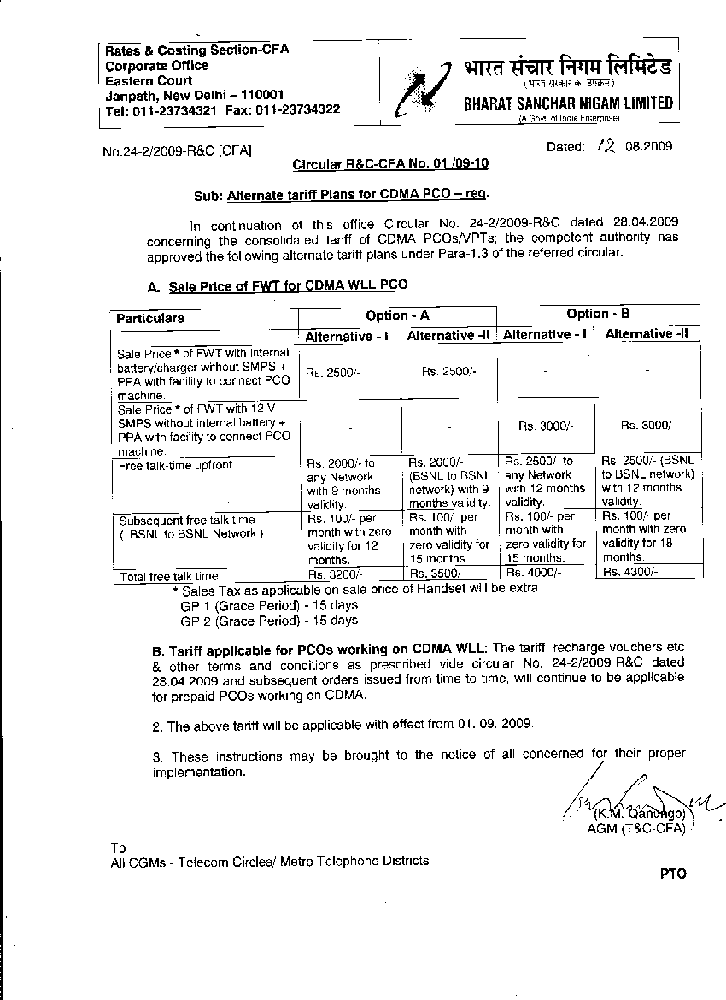 Rates & Costing Section-CFA
Corporate Office
Eastern Court
Janpath, New Delhi – 110001
Tel: 011-23734321 Fax: 011-23734322
भारत संचार निगम लिमिटेड
(भारत सरकार का उपक्रम)
BHARAT SANCHAR NIGAM LIMITED
(A Govt. of India Enterprise)
No.24-2/2009-R&C [CFA]
Dated: 12 .08.2009
Circular R&C-CFA No. 01 /09-10
Sub: Alternate tariff Plans for CDMA PCO – reg.
In continuation of this office Circular No. 24-2/2009-R&C dated 28.04.2009
concerning the consolidated tariff of CDMA PCOs/VPTs; the competent authority has
approved the following alternate tariff plans under Para-1.3 of the referred circular.
A. Sale Price of FWT for CDMA WLL PCO
Particulars Option - A Option - B
Alternative - I Alternative -II Alternative - I Alternative -II
Sale Price * of FWT with internal
battery/charger without SMPS +
PPA with facility to connect PCO
machine.
Rs. 2500/- Rs. 2500/- - -
Sale Price * of FWT with 12 V
SMPS without internal battery +
PPA with facility to connect PCO
machine.
- - Rs. 3000/- Rs. 3000/-
Free talk-time upfront
Rs. 2000/- to
any Network
with 9 months
validity.
Rs. 2000/-
(BSNL to BSNL
network) with 9
months validity.
Rs. 2500/- to
any Network
with 12 months
validity.
Rs. 2500/- (BSNL
to BSNL network)
with 12 months
validity.
Subsequent free talk time
( BSNL to BSNL Network )
Rs. 100/- per
month with zero
validity for 12
months.
Rs. 100/ per
month with
zero validity for
15 months
Rs. 100/- per
month with
zero validity for
15 months.
Rs. 100/- per
month with zero
validity for 18
months.
Total free talk time Rs. 3200/- Rs. 3500/- Rs. 4000/- Rs. 4300/-
* Sales Tax as applicable on sale price of Handset will be extra.
GP 1 (Grace Period) - 15 days
GP 2 (Grace Period) - 15 days
B. Tariff applicable for PCOs working on CDMA WLL: The tariff, recharge vouchers etc
& other terms and conditions as prescribed vide circular No. 24-2/2009 R&C dated
28.04.2009 and subsequent orders issued from time to time, will continue to be applicable
for prepaid PCOs working on CDMA.
2. The above tariff will be applicable with effect from 01. 09. 2009.
3. These instructions may be brought to the notice of all concerned for their proper
implementation.
(K.M. Qanungo)
AGM (T&C-CFA)
To
All CGMs - Telecom Circles/ Metro Telephone Districts
PTO